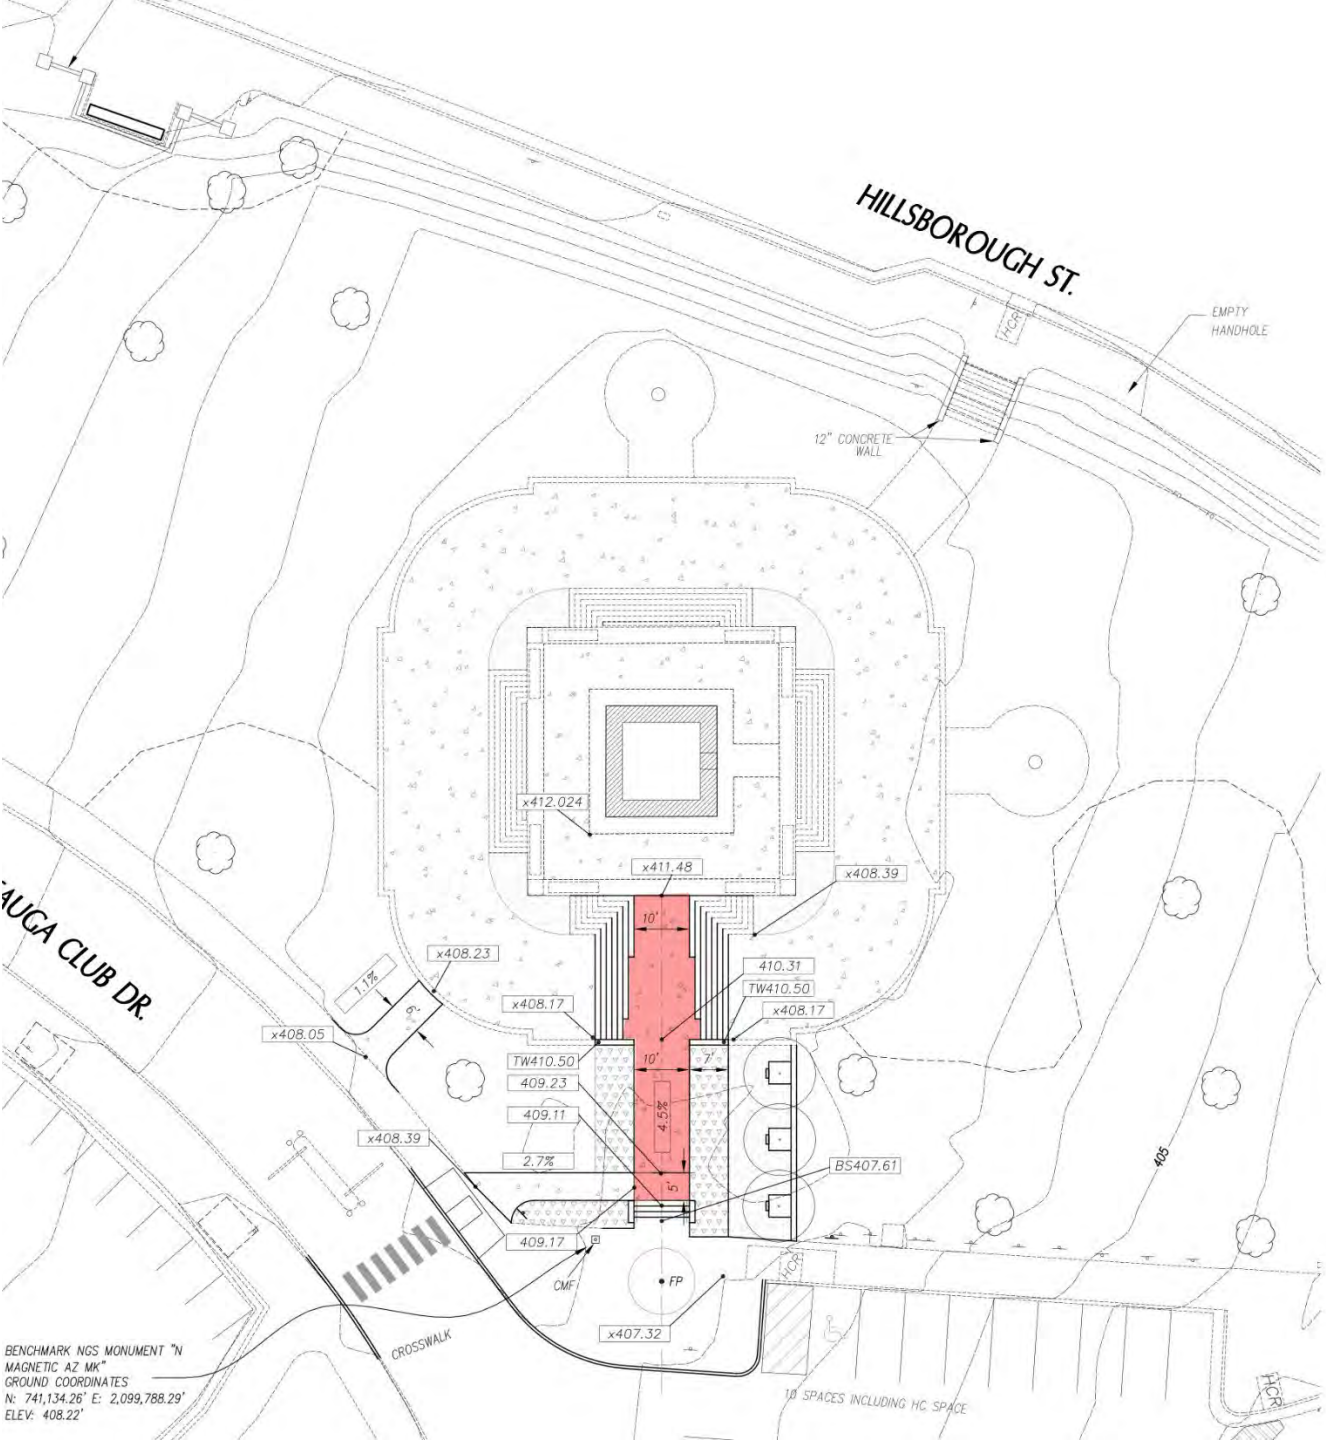 HILLSBOROUGH ST.
HCR
EMPTY
HANDHOLE
12" CONCRETE
WALL
x412.024
x411.48
x408.39
10'
x408.23
410.31
1.1%
TW410.50
x408.17
x408.17
6'
AUGA CLUB DR.
x408.05
TW410.50
10'
7'
409.23
4.5%
409.11
x408.39
2.7%
BS407.61
405
5'
409.17
CMF
FP
HCR
x407.32
CROSSWALK
BENCHMARK NGS MONUMENT "N
MAGNETIC AZ MK"
GROUND COORDINATES
N: 741,134.26' E: 2,099,788.29'
ELEV: 408.22'
10 SPACES INCLUDING HC SPACE
HCR